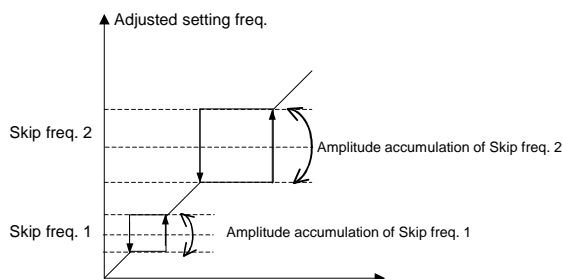 Adjusted setting freq.
Skip freq. 2
Amplitude accumulation of Skip freq. 2
Skip freq. 1
Amplitude accumulation of Skip freq. 1